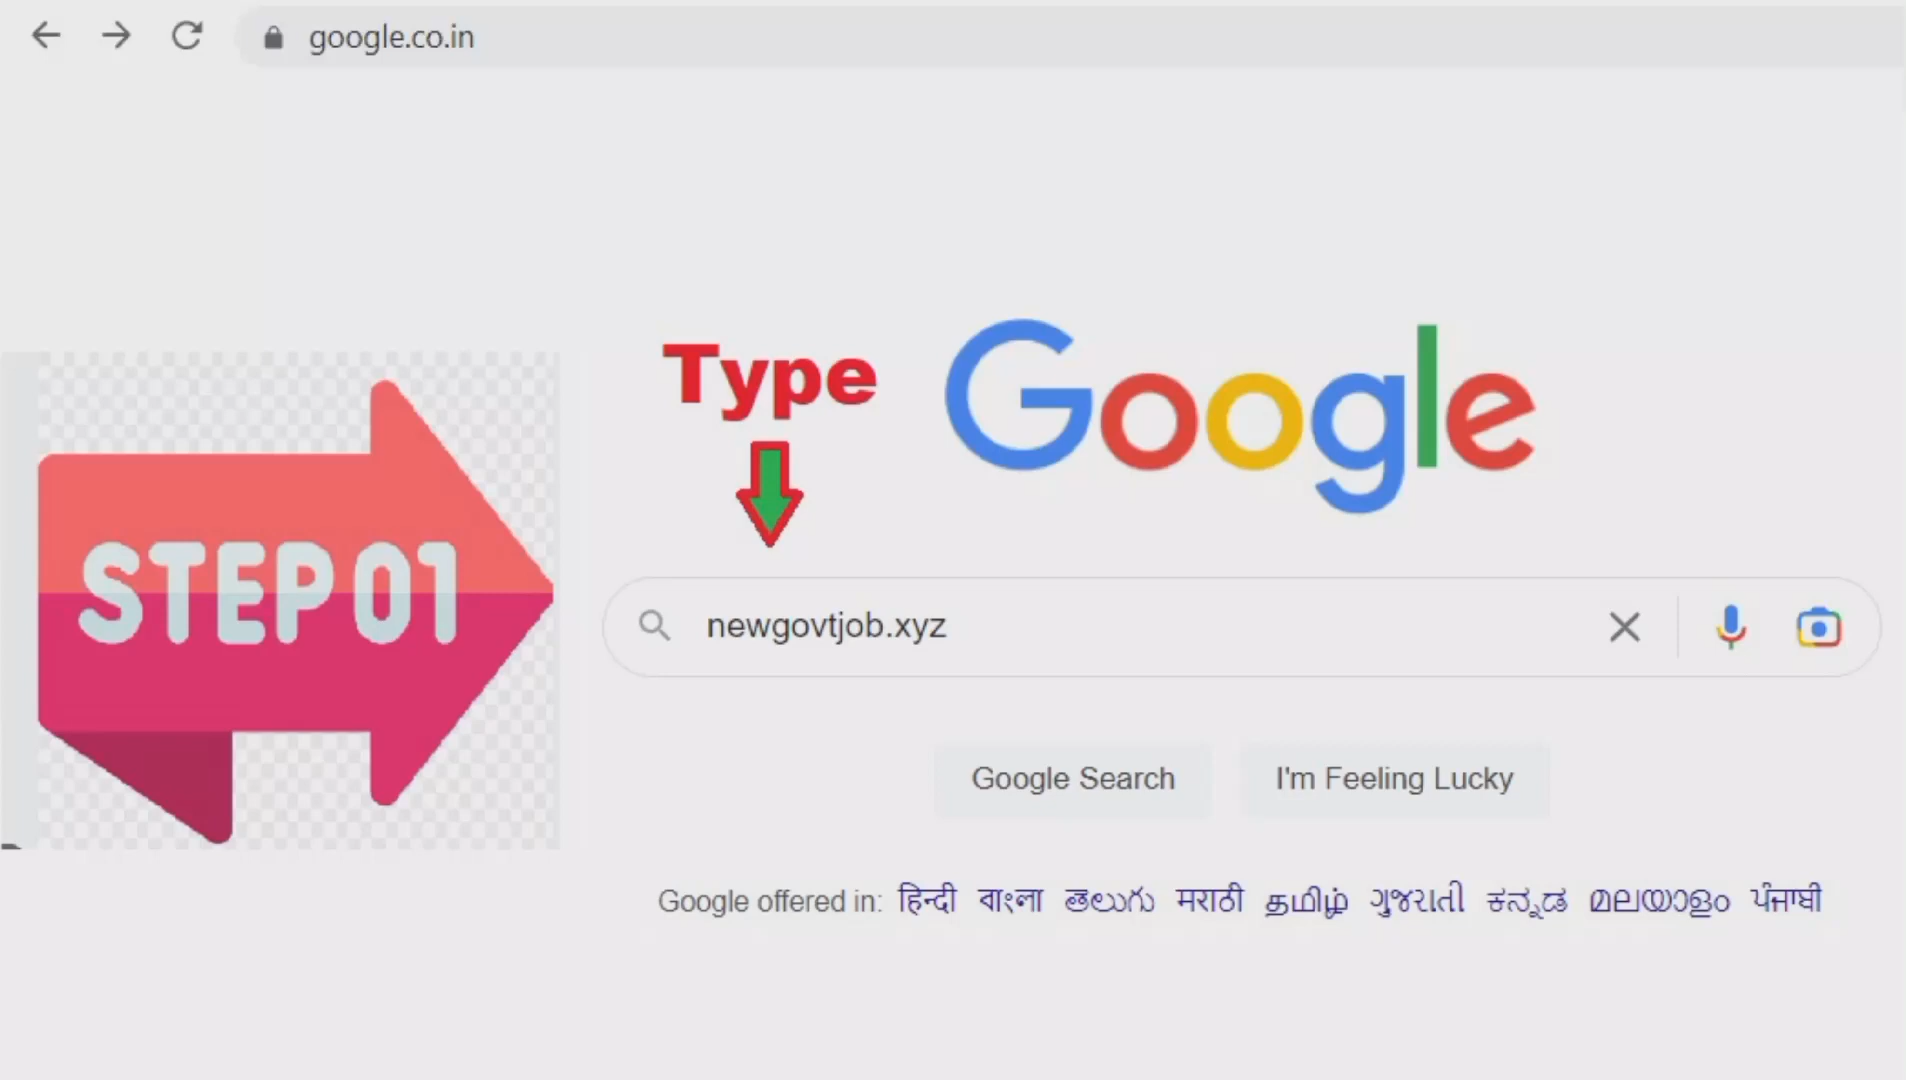 google.co.in
Type
Google
STEP 01
newgovtjob.xyz
Google Search
I'm Feeling Lucky
Google offered in: हिन्दी বাংলা తెలుగు मराठी தமிழ் ગુજરાતી ಕನ್ನಡ മലയാളം ਪੰਜਾਬੀ